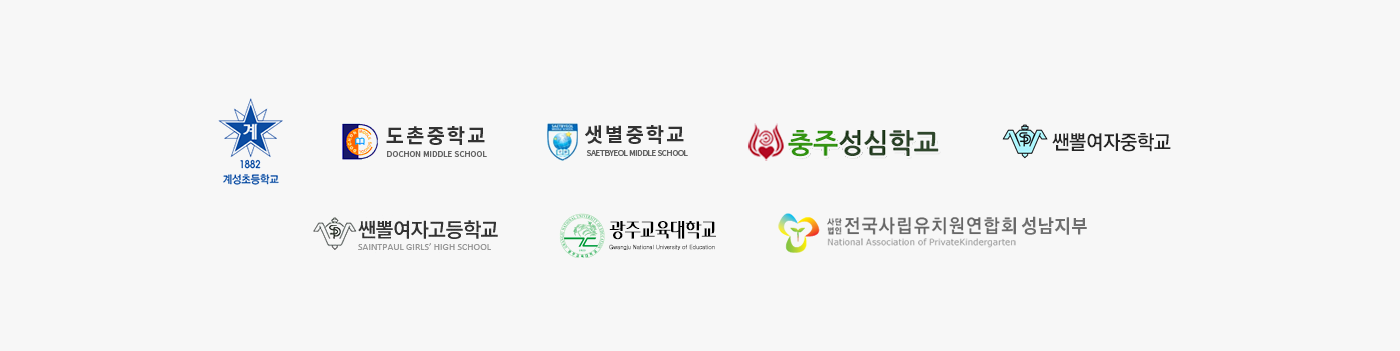 계
1882
계성초등학교
도촌중학교
DOCHON MIDDLE SCHOOL
SAETBYEOL
샛별중학교
SAETBYEOL MIDDLE SCHOOL
충주성심학교
쌘뽈여자중학교
쌘뽈여자고등학교
SAINTPAUL GIRLS' HIGH SCHOOL
광주교육대학교
Gwangju National University of Education
사단법인 전국사립유치원연합회 성남지부
National Association of PrivateKindergarten